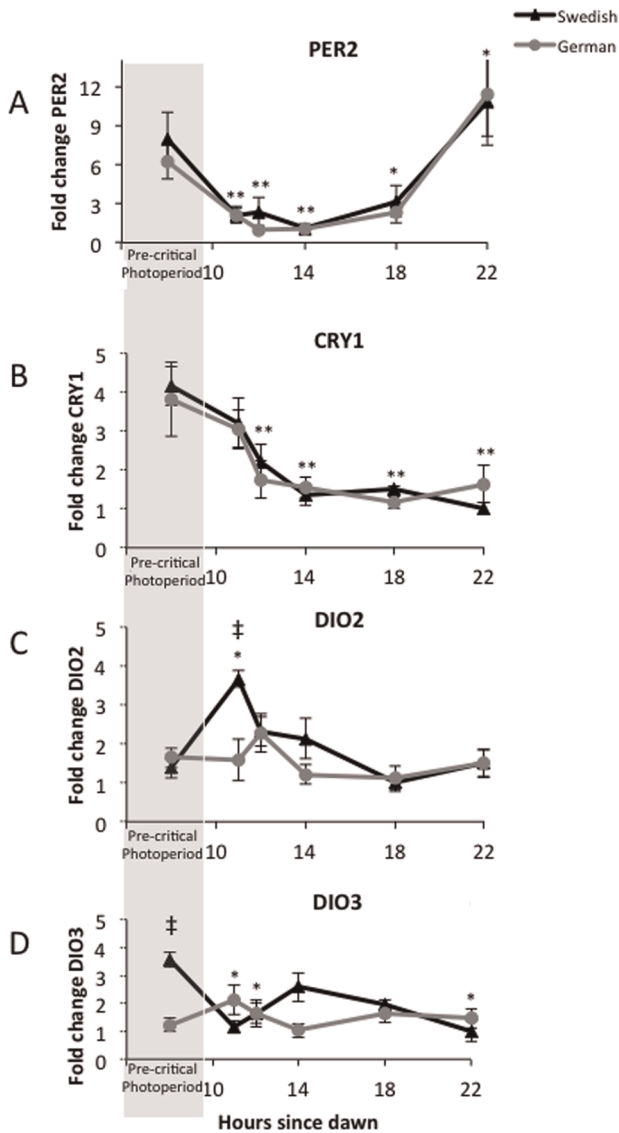 Swedish
German
PER2
A
Fold change PER2
12
9
6
3
0
** ** ** * *
Pre-critical
Photoperiod
10 14 18 22
CRY1
B
Fold change CRY1
5
4
3
2
1
0
** ** ** **
Pre-critical
Photoperiod
10 14 18 22
DIO2
C
Fold change DIO2
5
4
3
2
1
0
‡
*
Pre-critical
Photoperiod
10 14 18 22
DIO3
D
Fold change DIO3
5
4
3
2
1
0
‡ * * *
Pre-critical
Photoperiod
10 14 18 22
Hours since dawn